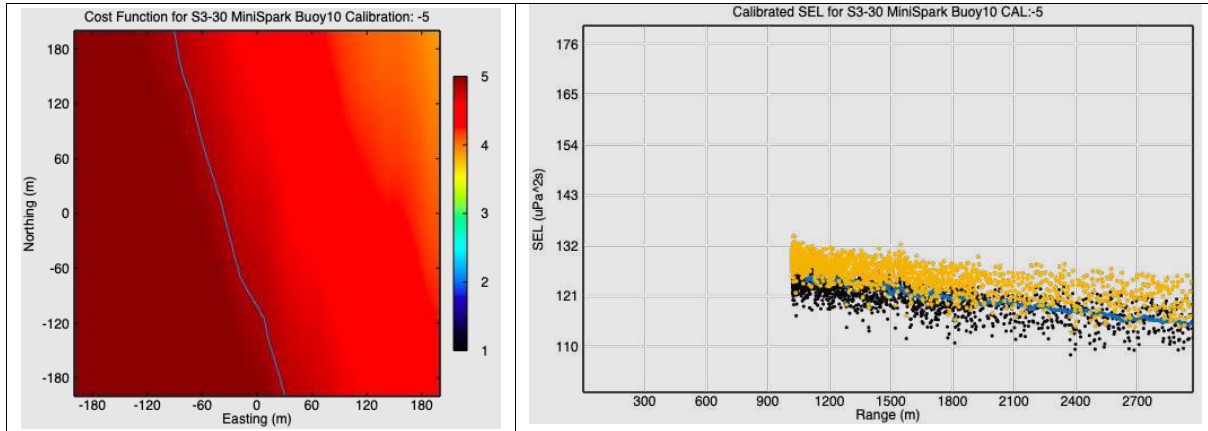 Cost Function for S3-30 MiniSpark Buoy10 Calibration: -5
180
120
60
0
-60
-120
-180
Northing (m)
-180 -120 -60 0 60 120 180
Easting (m)
5
4
3
2
1
Calibrated SEL for S3-30 MiniSpark Buoy10 CAL:-5
176
165
154
143
132
121
110
SEL (uPa^2s)
300 600 900 1200 1500 1800 2100 2400 2700
Range (m)